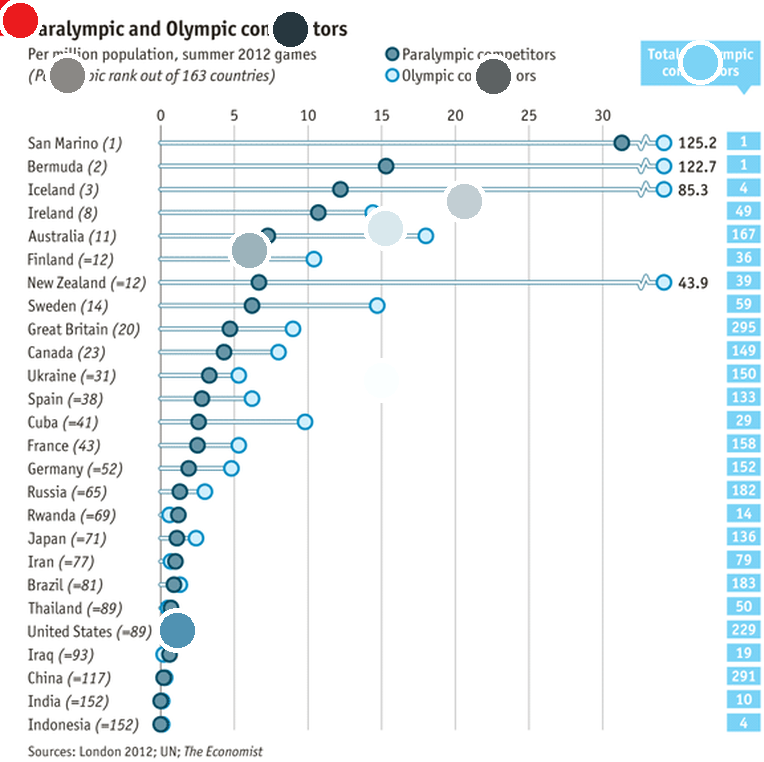 and Olympic
Per million population, summer 2012 games
rank out of 163 countries)
Paralympic competitors
Olympic
Total
0 5 10 15 20 25 30
San Marino (1) 125.2 1
Bermuda (2) 122.7 1
Iceland (3) 85.3 4
Ireland (8) 49
Australia (11) 167
Finland (=12) 36
New Zealand (=12) 43.9 39
Sweden (14) 59
Great Britain (20) 295
Canada (23) 149
Ukraine (=31) 150
Spain (=38) 133
Cuba (=41) 29
France (43) 158
Germany (=52) 152
Russia (=65) 182
Rwanda (=69) 14
Japan (=71) 136
Iran (=77) 79
Brazil (=81) 183
Thailand (=89) 50
United States (=89) 229
Iraq (=93) 19
China (=117) 291
India (=152) 10
Indonesia (=152) 4
Sources: London 2012; UN; The Economist